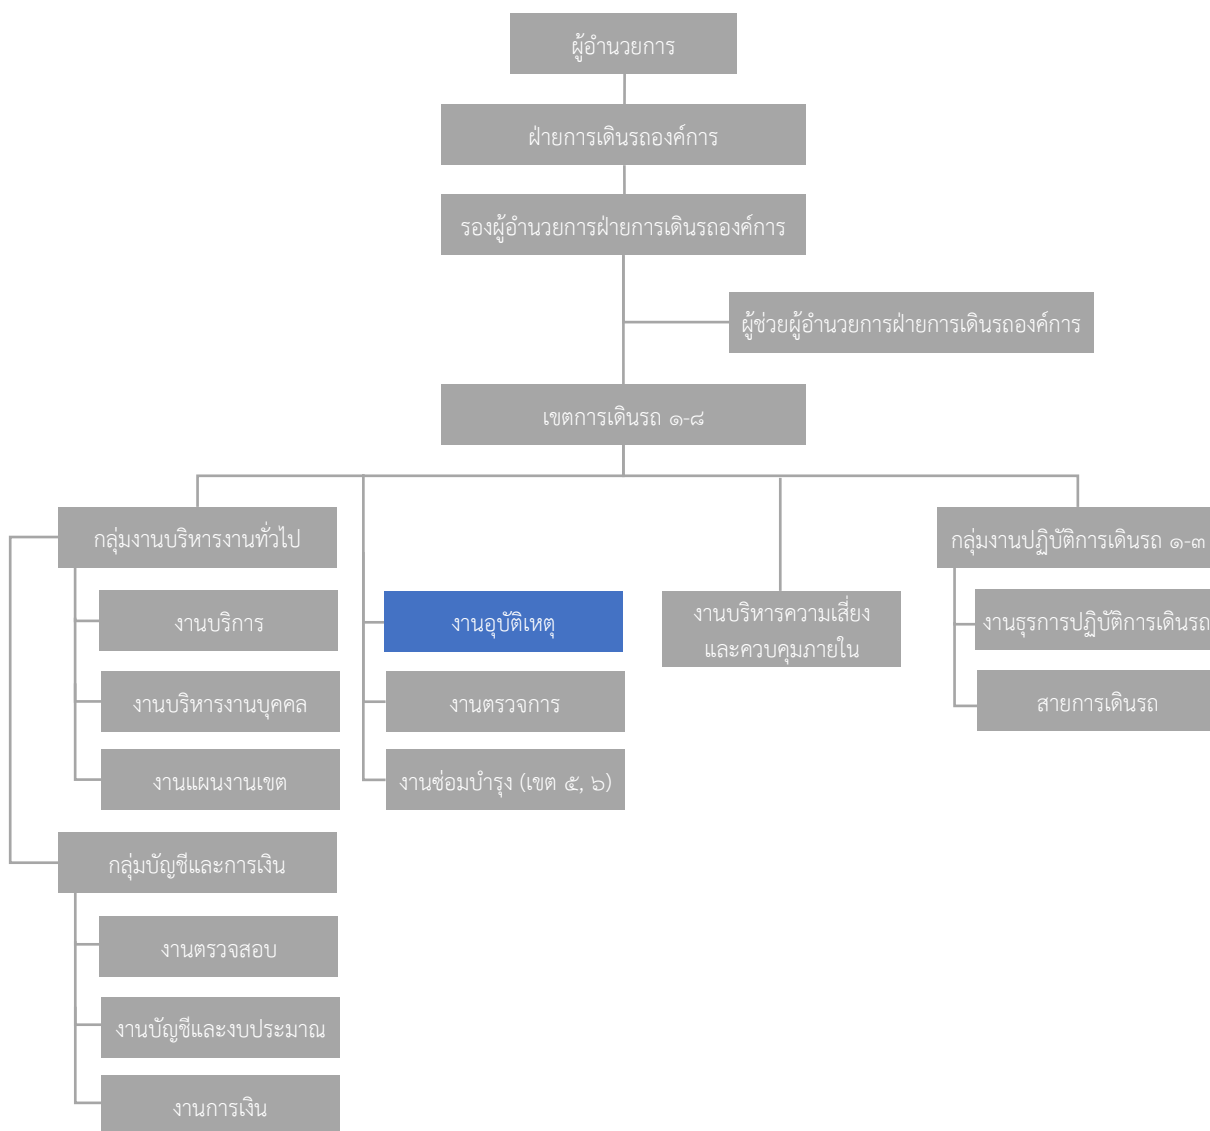 ผู้อำนวยการ
ฝ่ายการเดินรถองค์การ
รองผู้อำนวยการฝ่ายการเดินรถองค์การ
ผู้ช่วยผู้อำนวยการฝ่ายการเดินรถองค์การ
เขตการเดินรถ ๑-๘
กลุ่มงานบริหารงานทั่วไป
งานบริการ
งานบริหารงานบุคคล
งานแผนงานเขต
กลุ่มบัญชีและการเงิน
งานตรวจสอบ
งานบัญชีและงบประมาณ
งานการเงิน
งานอุบัติเหตุ
งานตรวจการ
งานซ่อมบำรุง (เขต ๕, ๖)
งานบริหารความเสี่ยง
และควบคุมภายใน
กลุ่มงานปฏิบัติการเดินรถ ๑-๓
งานธุรการปฏิบัติการเดินรถ
สายการเดินรถ